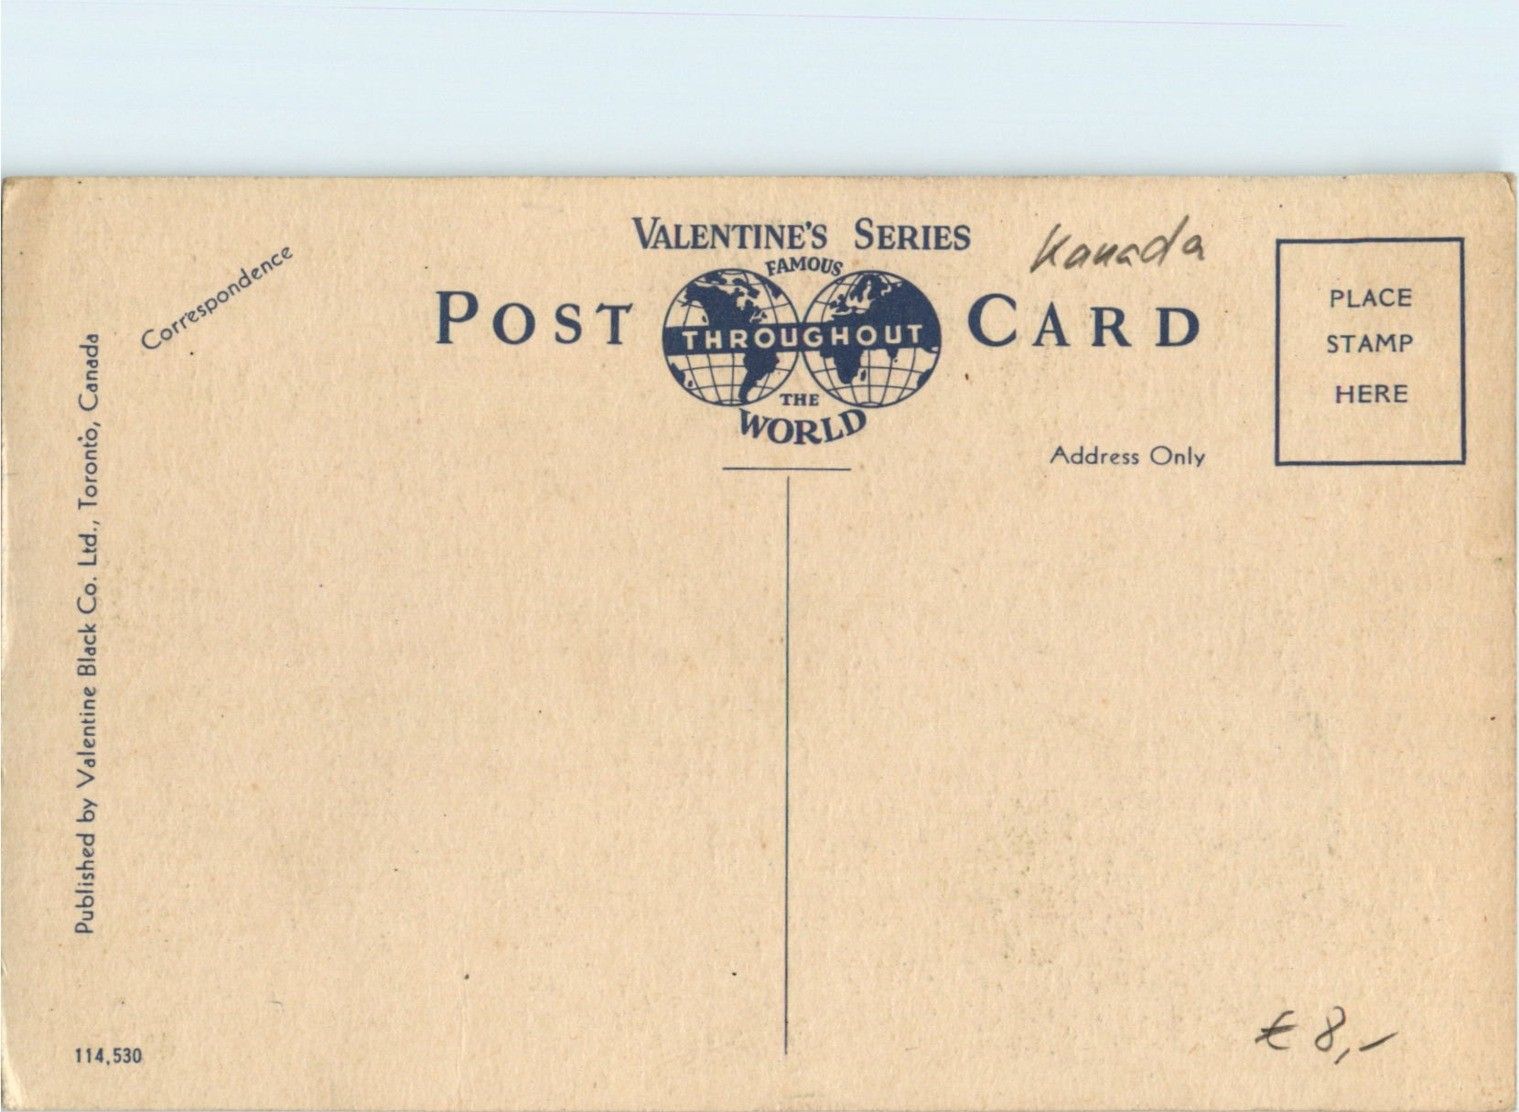 VALENTINE'S SERIES
FAMOUS
THROUGHOUT
THE
WORLD
POST CARD
Kanada
PLACE
STAMP
HERE
Correspondence
Address Only
Published by Valentine Black Co. Ltd., Toronto, Canada
114,530
€ 8,-